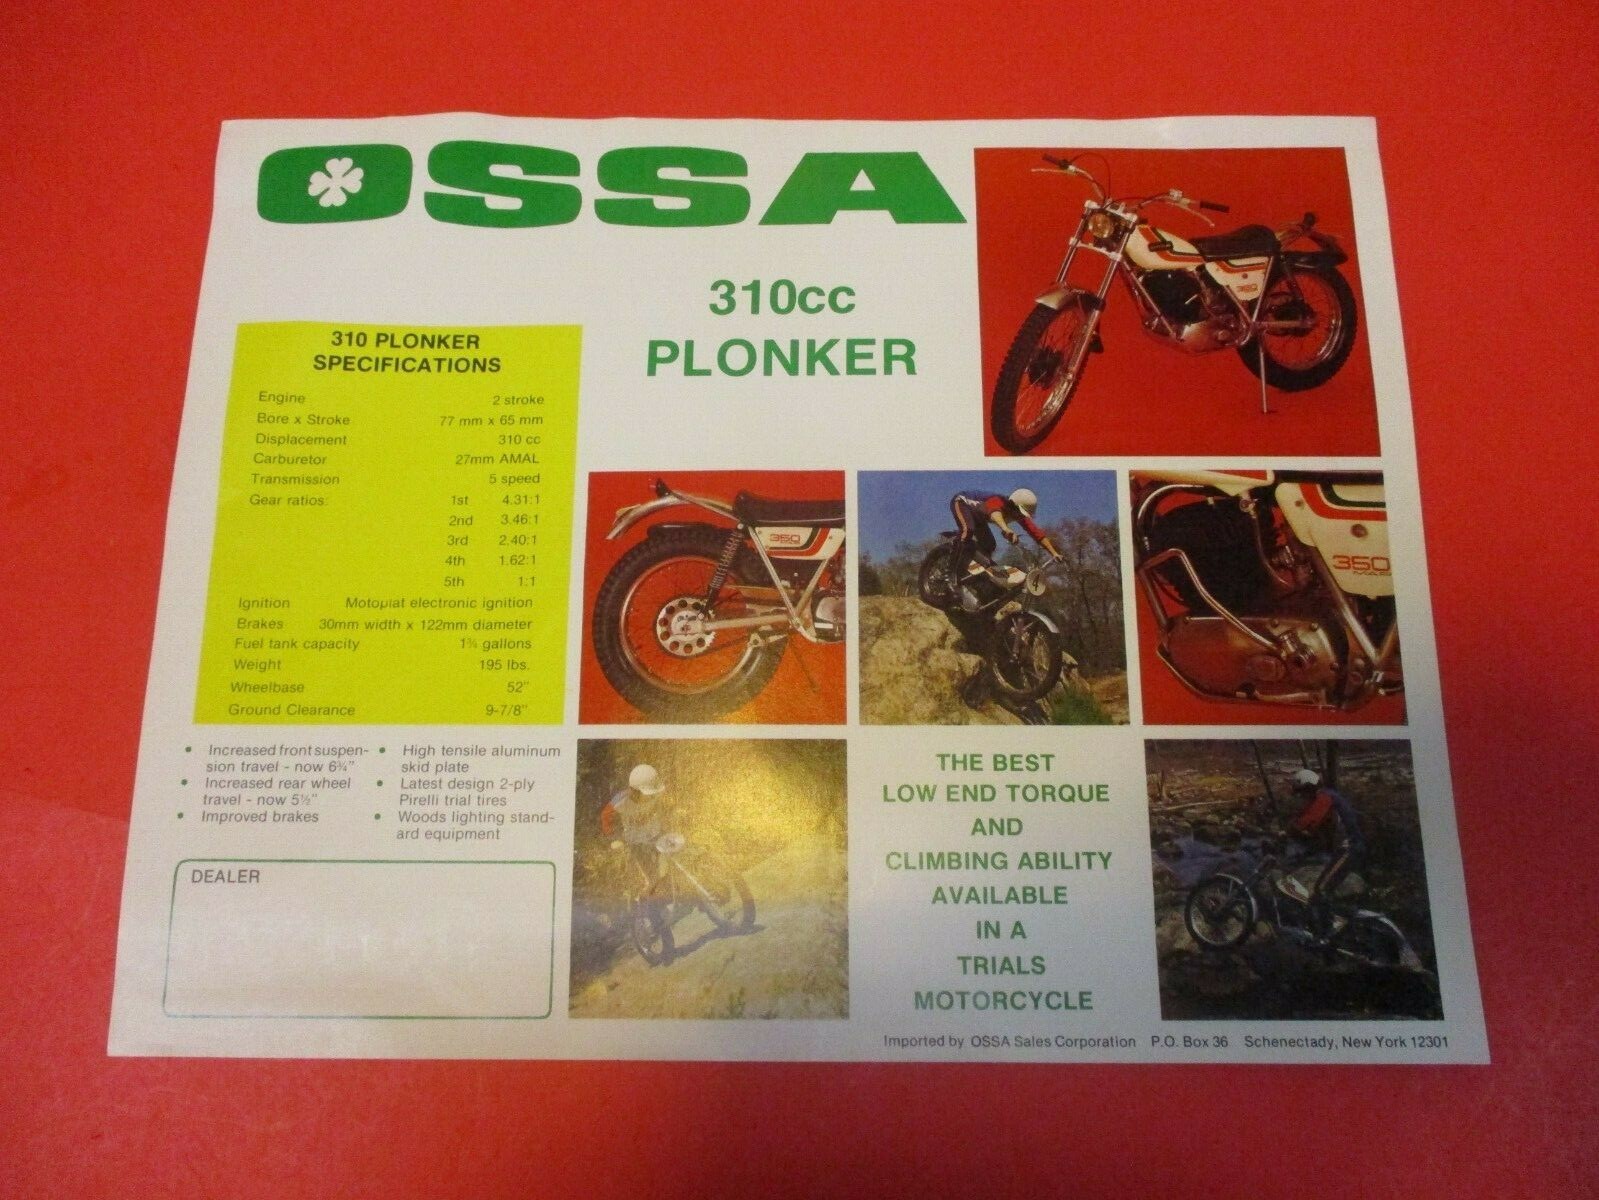 OSSA
310cc
PLONKER
310 PLONKER
SPECIFICATIONS
Engine 2 stroke
Bore x Stroke 77 mm x 65 mm
Displacement 310 cc
Carburetor 27mm AMAL
Transmission 5 speed
Gear ratios: 1st 4.31:1
2nd 3.46:1
3rd 2.40:1
4th 1.62:1
5th 1:1
Ignition Motoplat electronic ignition
Brakes 30mm width x 122mm diameter
Fuel tank capacity 1¾ gallons
Weight 195 lbs.
Wheelbase 52"
Ground Clearance 9-7/8"
350
350
350
• Increased front suspen-
sion travel - now 6¾"
• Increased rear wheel
travel - now 5½"
• Improved brakes
• High tensile aluminum
skid plate
• Latest design 2-ply
Pirelli trial tires
• Woods lighting stand-
ard equipment
DEALER
THE BEST
LOW END TORQUE
AND
CLIMBING ABILITY
AVAILABLE
IN A
TRIALS
MOTORCYCLE
Imported by OSSA Sales Corporation P.O. Box 36 Schenectady, New York 12301